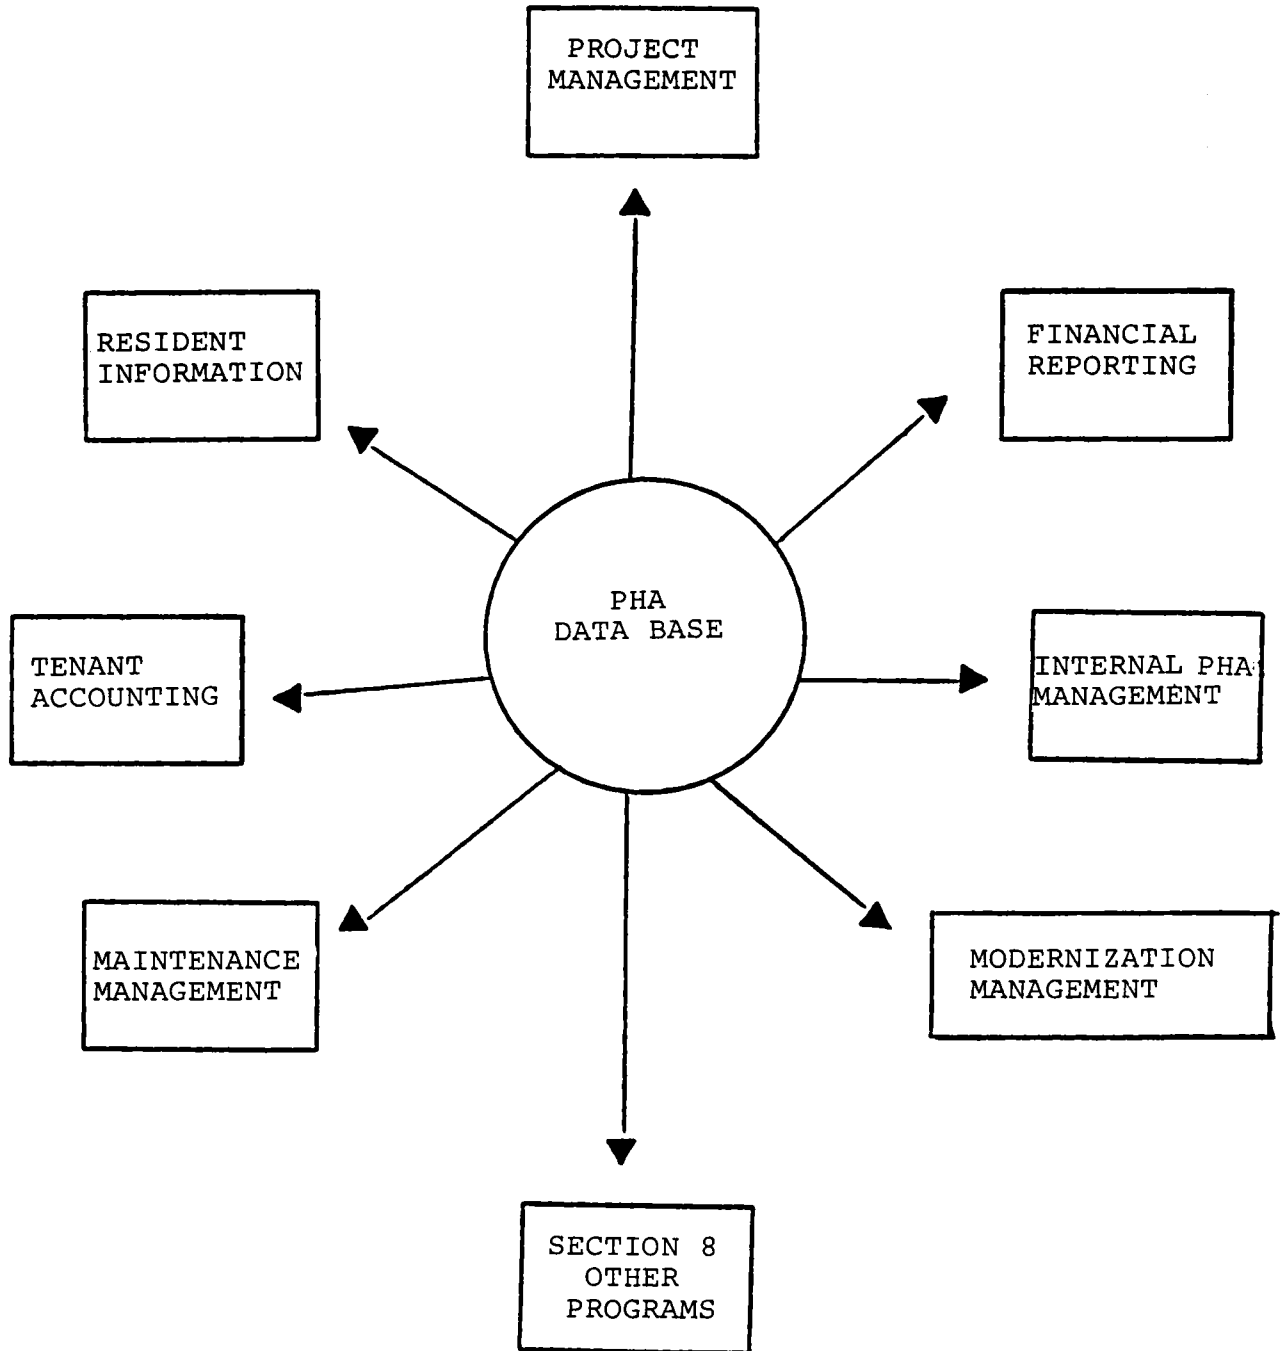 PROJECT
MANAGEMENT
RESIDENT
INFORMATION
FINANCIAL
REPORTING
PHA
DATA BASE
TENANT
ACCOUNTING
INTERNAL PHA
MANAGEMENT
MAINTENANCE
MANAGEMENT
MODERNIZATION
MANAGEMENT
SECTION 8
OTHER
PROGRAMS